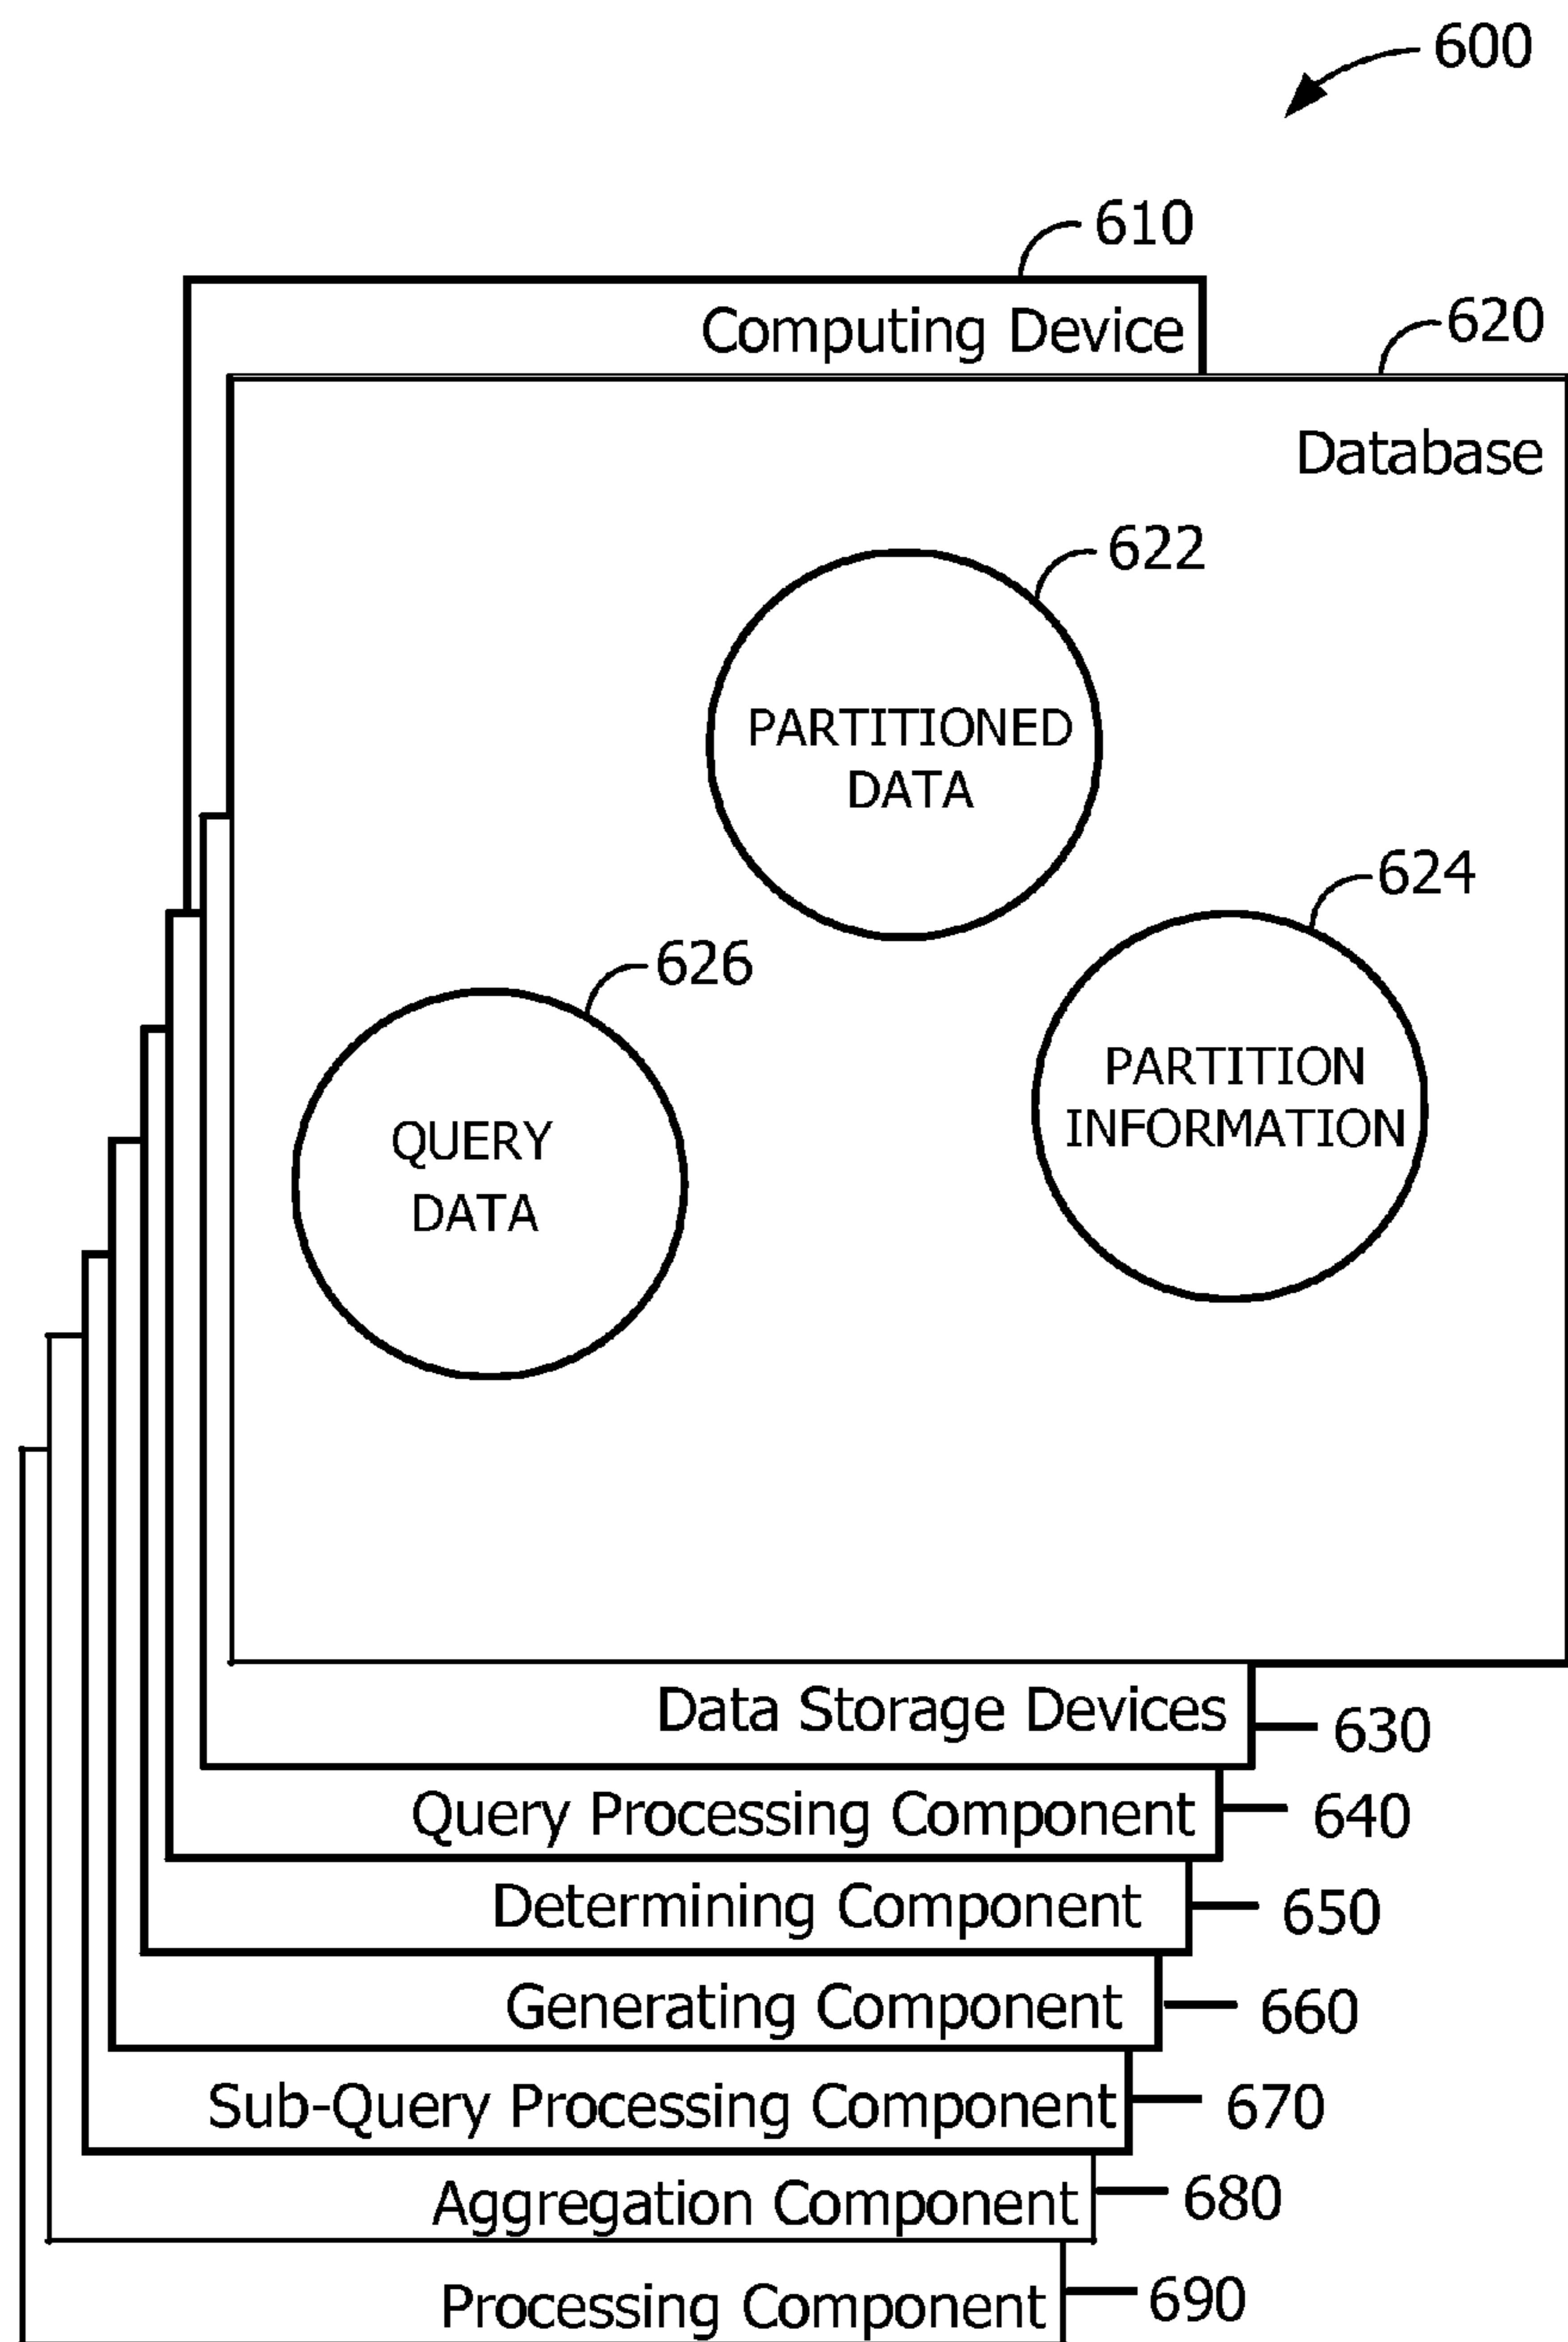 600
610
Computing Device
620
Database
622
PARTITIONED
DATA
624
626
PARTITION
INFORMATION
QUERY
DATA
Data Storage Devices
630
Query Processing Component
640
Determining Component
650
Generating Component
660
Sub-Query Processing Component
670
Aggregation Component
680
Processing Component
690